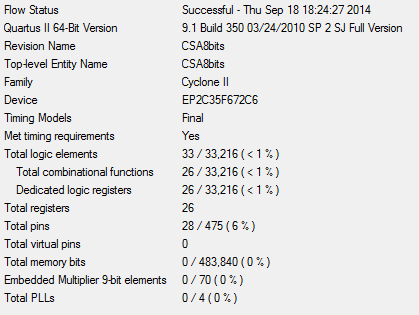 Flow Status Successful - Thu Sep 18 18:24:27 2014
Quartus II 64-Bit Version 9.1 Build 350 03/24/2010 SP 2 SJ Full Version
Revision Name CSA8bits
Top-level Entity Name CSA8bits
Family Cyclone II
Device EP2C35F672C6
Timing Models Final
Met timing requirements Yes
Total logic elements 33 / 33,216 ( < 1 % )
Total combinational functions 26 / 33,216 ( < 1 % )
Dedicated logic registers 26 / 33,216 ( < 1 % )
Total registers 26
Total pins 28 / 475 ( 6 % )
Total virtual pins 0
Total memory bits 0 / 483,840 ( 0 % )
Embedded Multiplier 9-bit elements 0 / 70 ( 0 % )
Total PLLs 0 / 4 ( 0 % )